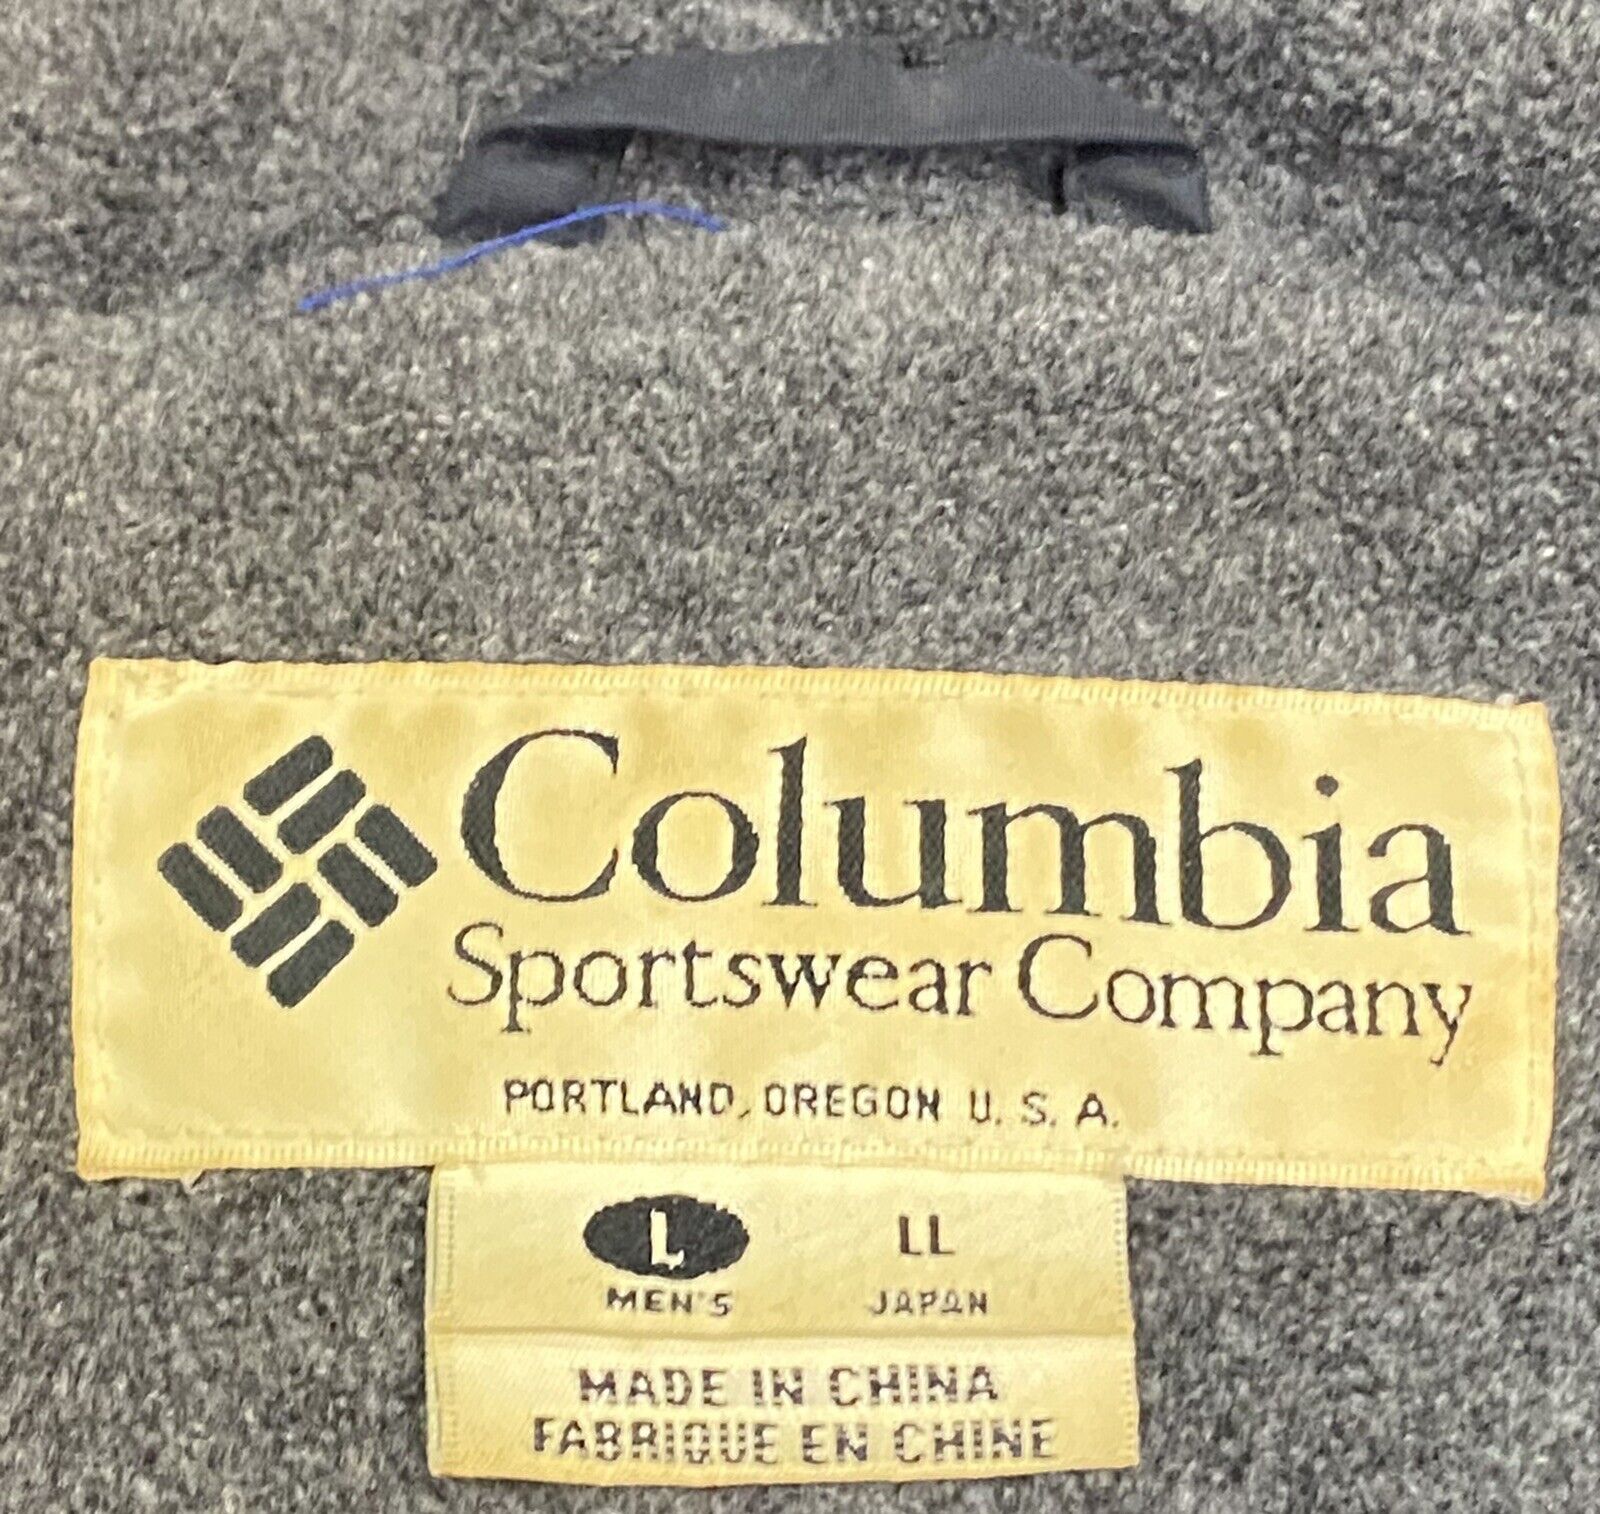 Columbia
Sportswear Company
PORTLAND, OREGON U. S. A.
L LL
MEN'S JAPAN
MADE IN CHINA
FABRIQUE EN CHINE